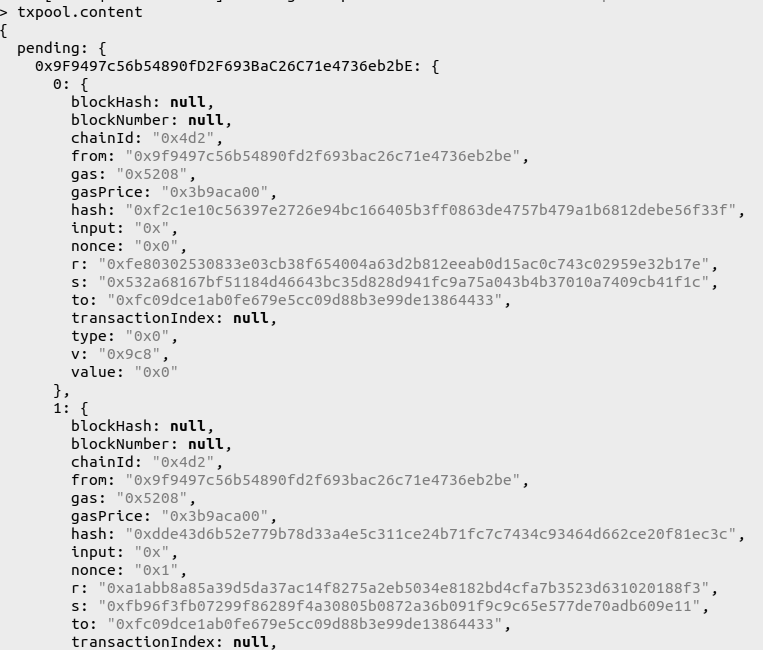 > txpool.content
{
  pending: {
    0x9F9497c56b54890fD2F693BaC26C71e4736eb2bE: {
      0: {
        blockHash: null,
        blockNumber: null,
        chainId: "0x4d2",
        from: "0x9f9497c56b54890fd2f693bac26c71e4736eb2be",
        gas: "0x5208",
        gasPrice: "0x3b9aca00",
        hash: "0xf2c1e10c56397e2726e94bc166405b3ff0863de4757b479a1b6812debe56f33f",
        input: "0x",
        nonce: "0x0",
        r: "0xfe80302530833e03cb38f654004a63d2b812eeab0d15ac0c743c02959e32b17e",
        s: "0x532a68167bf51184d46643bc35d828d941fc9a75a043b4b37010a7409cb41f1c",
        to: "0xfc09dce1ab0fe679e5cc09d88b3e99de13864433",
        transactionIndex: null,
        type: "0x0",
        v: "0x9c8",
        value: "0x0"
      },
      1: {
        blockHash: null,
        blockNumber: null,
        chainId: "0x4d2",
        from: "0x9f9497c56b54890fd2f693bac26c71e4736eb2be",
        gas: "0x5208",
        gasPrice: "0x3b9aca00",
        hash: "0xdde43d6b52e779b78d33a4e5c311ce24b71fc7c7434c93464d662ce20f81ec3c",
        input: "0x",
        nonce: "0x1",
        r: "0xa1abb8a85a39d5da37ac14f8275a2eb5034e8182bd4cfa7b3523d631020188f3",
        s: "0xfb96f3fb07299f86289f4a30805b0872a36b091f9c9c65e577de70adb609e11",
        to: "0xfc09dce1ab0fe679e5cc09d88b3e99de13864433",
        transactionIndex: null,